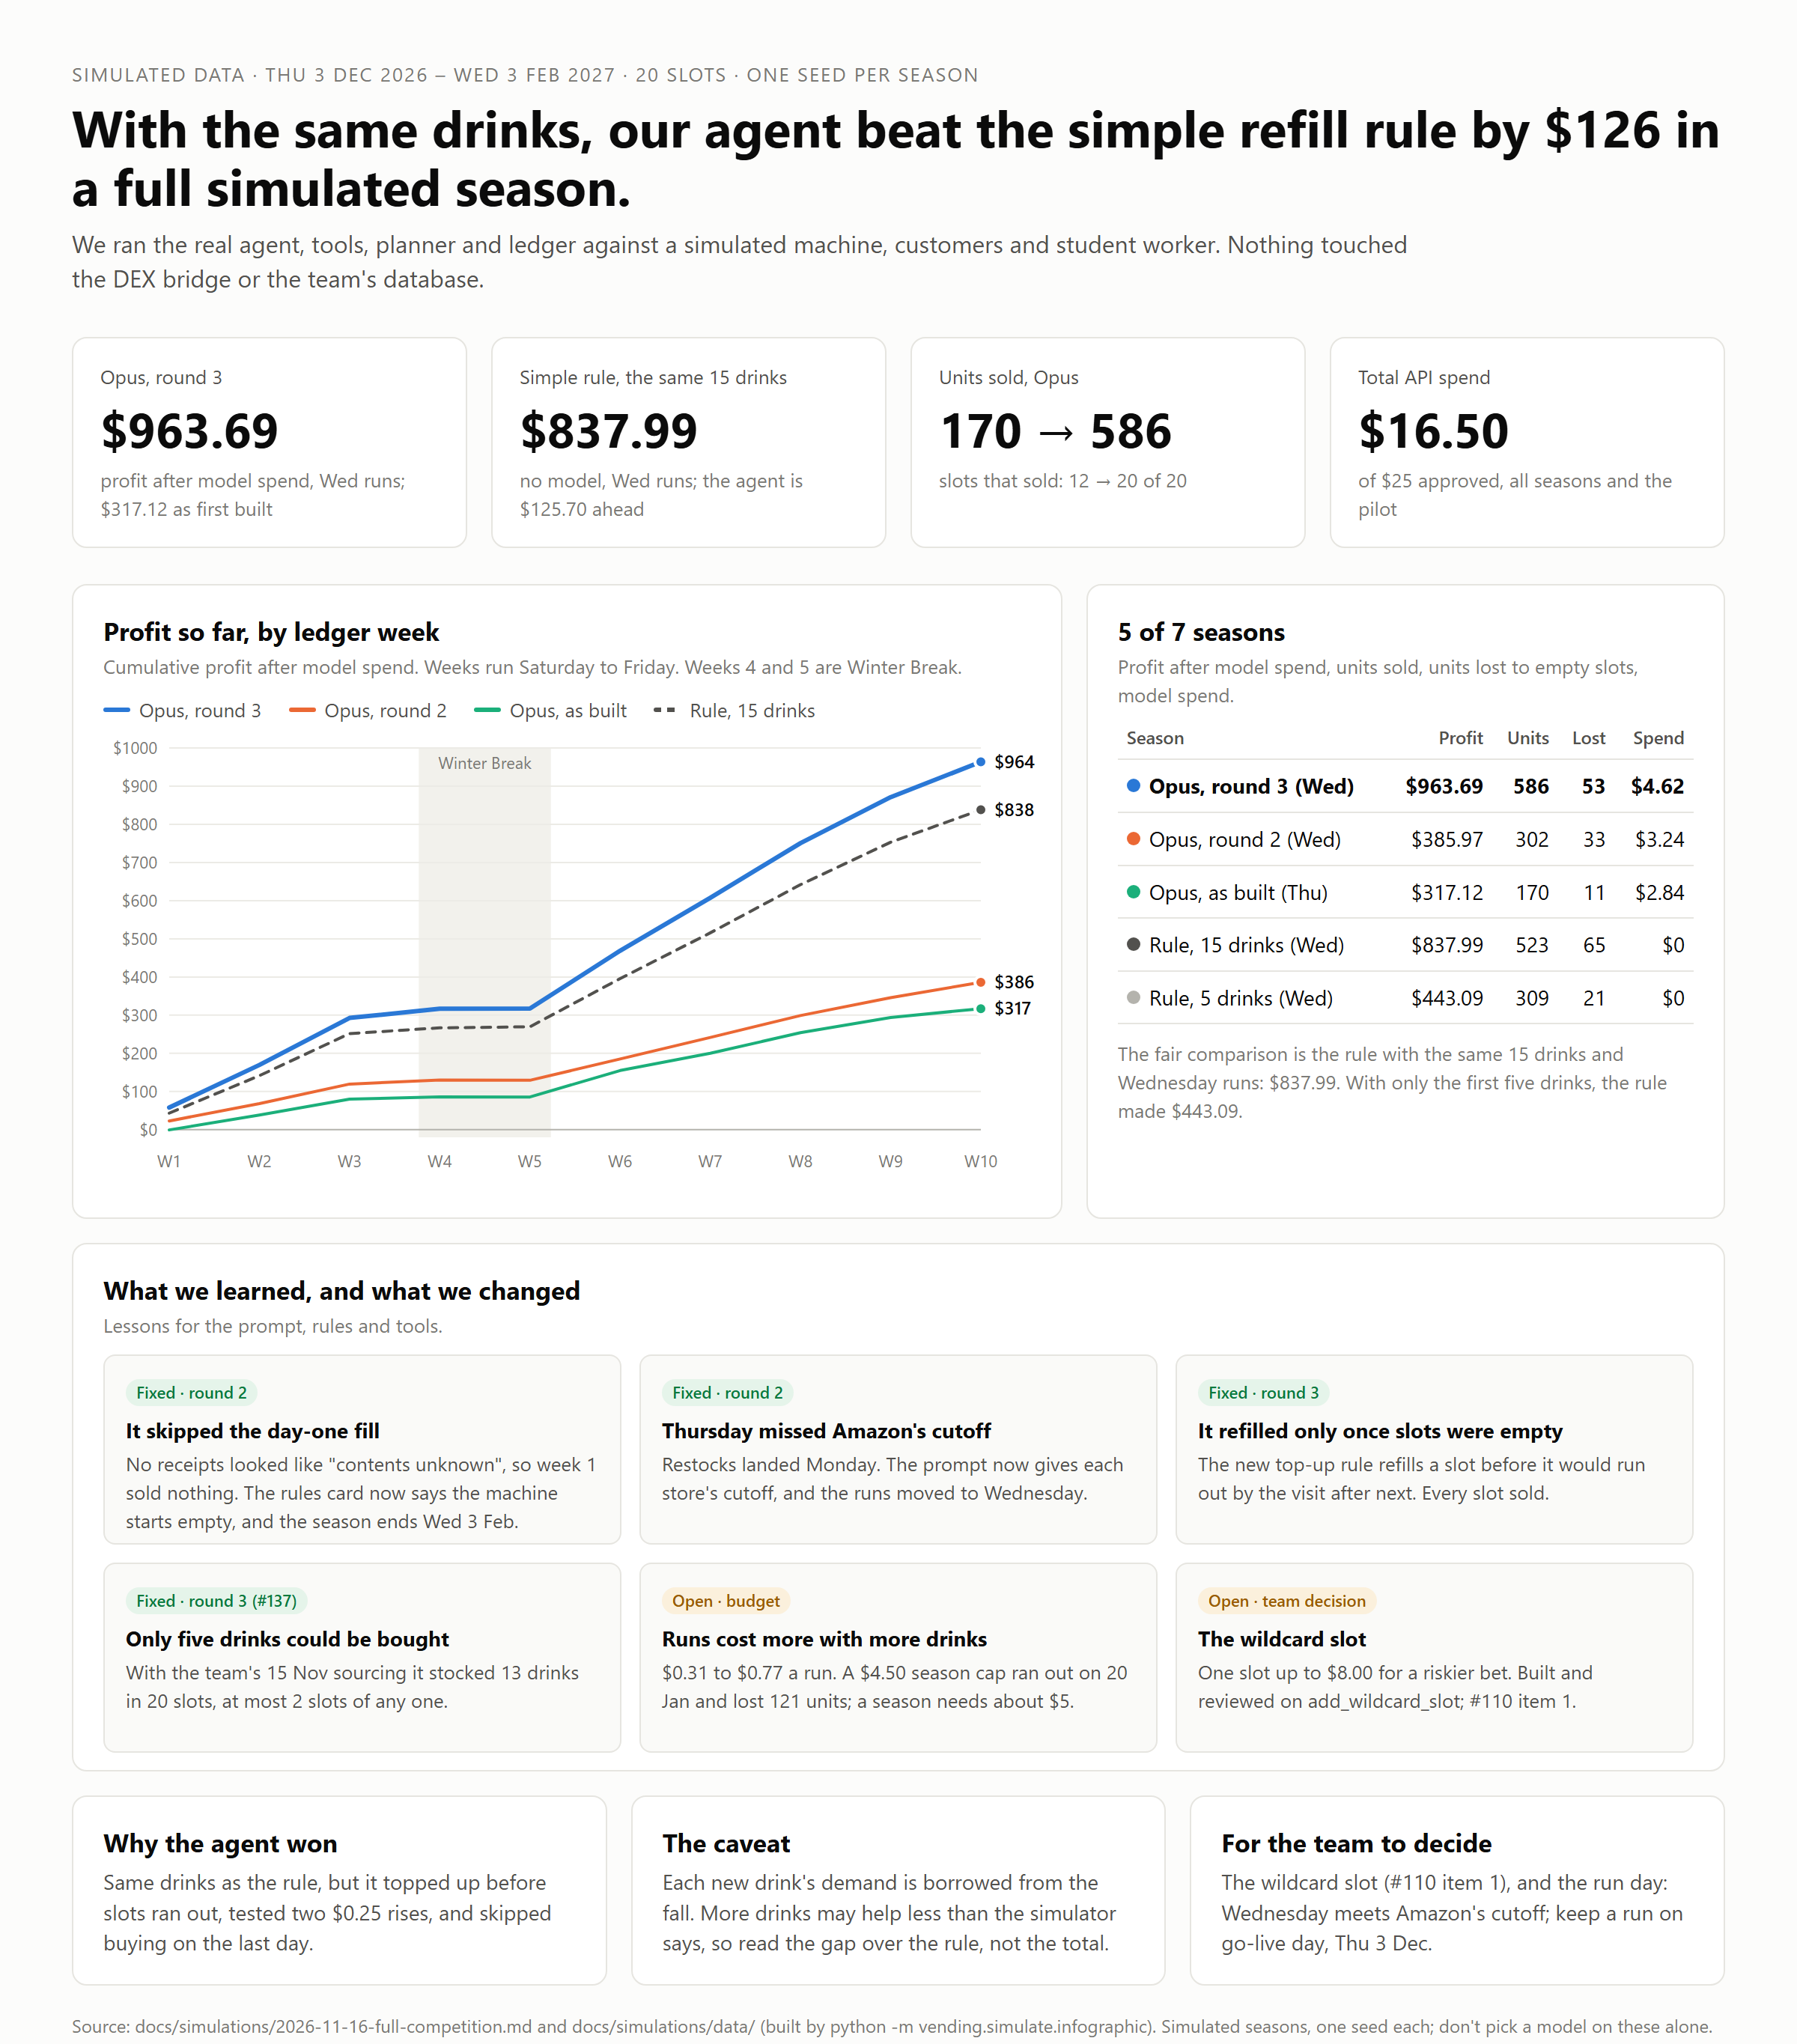 SIMULATED DATA · THU 3 DEC 2026 – WED 3 FEB 2027 · 20 SLOTS · ONE SEED PER SEASON
With the same drinks, our agent beat the simple refill rule by $126 in
a full simulated season.
We ran the real agent, tools, planner and ledger against a simulated machine, customers and student worker. Nothing touched
the DEX bridge or the team's database.
Opus, round 3
$963.69
profit after model spend, Wed runs;
$317.12 as first built
Simple rule, the same 15 drinks
$837.99
no model, Wed runs; the agent is
$125.70 ahead
Units sold, Opus
170 → 586
slots that sold: 12 → 20 of 20
Total API spend
$16.50
of $25 approved, all seasons and the
pilot
Profit so far, by ledger week
Cumulative profit after model spend. Weeks run Saturday to Friday. Weeks 4 and 5 are Winter Break.
Opus, round 3 Opus, round 2 Opus, as built Rule, 15 drinks
$1000
$900
$800
$700
$600
$500
$400
$300
$200
$100
$0
Winter Break
$964
$838
$386
$317
W1 W2 W3 W4 W5 W6 W7 W8 W9 W10
5 of 7 seasons
Profit after model spend, units sold, units lost to empty slots,
model spend.
Season Profit Units Lost Spend
Opus, round 3 (Wed) $963.69 586 53 $4.62
Opus, round 2 (Wed) $385.97 302 33 $3.24
Opus, as built (Thu) $317.12 170 11 $2.84
Rule, 15 drinks (Wed) $837.99 523 65 $0
Rule, 5 drinks (Wed) $443.09 309 21 $0
The fair comparison is the rule with the same 15 drinks and
Wednesday runs: $837.99. With only the first five drinks, the rule
made $443.09.
What we learned, and what we changed
Lessons for the prompt, rules and tools.
Fixed · round 2
It skipped the day-one fill
No receipts looked like "contents unknown", so week 1
sold nothing. The rules card now says the machine
starts empty, and the season ends Wed 3 Feb.
Fixed · round 2
Thursday missed Amazon's cutoff
Restocks landed Monday. The prompt now gives each
store's cutoff, and the runs moved to Wednesday.
Fixed · round 3
It refilled only once slots were empty
The new top-up rule refills a slot before it would run
out by the visit after next. Every slot sold.
Fixed · round 3 (#137)
Only five drinks could be bought
With the team's 15 Nov sourcing it stocked 13 drinks
in 20 slots, at most 2 slots of any one.
Open · budget
Runs cost more with more drinks
$0.31 to $0.77 a run. A $4.50 season cap ran out on 20
Jan and lost 121 units; a season needs about $5.
Open · team decision
The wildcard slot
One slot up to $8.00 for a riskier bet. Built and
reviewed on add_wildcard_slot; #110 item 1.
Why the agent won
Same drinks as the rule, but it topped up before
slots ran out, tested two $0.25 rises, and skipped
buying on the last day.
The caveat
Each new drink's demand is borrowed from the
fall. More drinks may help less than the simulator
says, so read the gap over the rule, not the total.
For the team to decide
The wildcard slot (#110 item 1), and the run day:
Wednesday meets Amazon's cutoff; keep a run on
go-live day, Thu 3 Dec.
Source: docs/simulations/2026-11-16-full-competition.md and docs/simulations/data/ (built by python -m vending.simulate.infographic). Simulated seasons, one seed each; don't pick a model on these alone.